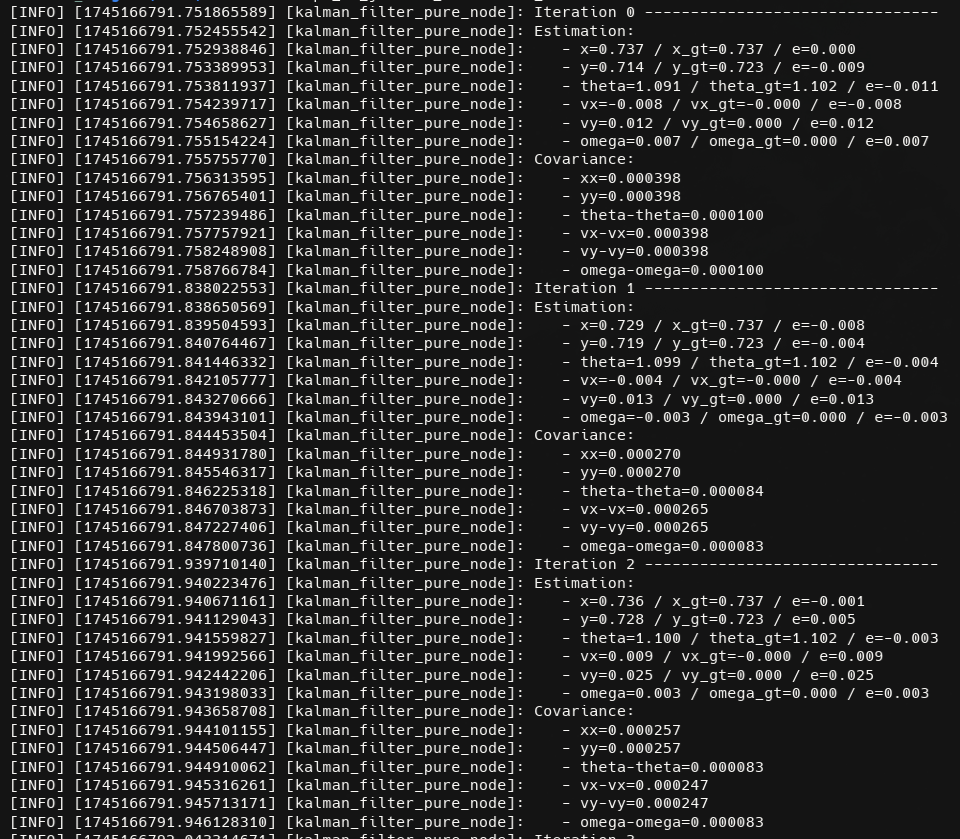 [INFO] [1745166791.751865589] [kalman_filter_pure_node]: Iteration 0 --------------------------------
[INFO] [1745166791.752455542] [kalman_filter_pure_node]: Estimation:
[INFO] [1745166791.752938846] [kalman_filter_pure_node]:    - x=0.737 / x_gt=0.737 / e=0.000
[INFO] [1745166791.753389953] [kalman_filter_pure_node]:    - y=0.714 / y_gt=0.723 / e=-0.009
[INFO] [1745166791.753811937] [kalman_filter_pure_node]:    - theta=1.091 / theta_gt=1.102 / e=-0.011
[INFO] [1745166791.754239717] [kalman_filter_pure_node]:    - vx=-0.008 / vx_gt=-0.000 / e=-0.008
[INFO] [1745166791.754658627] [kalman_filter_pure_node]:    - vy=0.012 / vy_gt=0.000 / e=0.012
[INFO] [1745166791.755154224] [kalman_filter_pure_node]:    - omega=0.007 / omega_gt=0.000 / e=0.007
[INFO] [1745166791.755755770] [kalman_filter_pure_node]: Covariance:
[INFO] [1745166791.756313595] [kalman_filter_pure_node]:    - xx=0.000398
[INFO] [1745166791.756765401] [kalman_filter_pure_node]:    - yy=0.000398
[INFO] [1745166791.757239486] [kalman_filter_pure_node]:    - theta-theta=0.000100
[INFO] [1745166791.757757921] [kalman_filter_pure_node]:    - vx-vx=0.000398
[INFO] [1745166791.758248908] [kalman_filter_pure_node]:    - vy-vy=0.000398
[INFO] [1745166791.758766784] [kalman_filter_pure_node]:    - omega-omega=0.000100
[INFO] [1745166791.838022553] [kalman_filter_pure_node]: Iteration 1 --------------------------------
[INFO] [1745166791.838650569] [kalman_filter_pure_node]: Estimation:
[INFO] [1745166791.839504593] [kalman_filter_pure_node]:    - x=0.729 / x_gt=0.737 / e=-0.008
[INFO] [1745166791.840764467] [kalman_filter_pure_node]:    - y=0.719 / y_gt=0.723 / e=-0.004
[INFO] [1745166791.841446332] [kalman_filter_pure_node]:    - theta=1.099 / theta_gt=1.102 / e=-0.004
[INFO] [1745166791.842105777] [kalman_filter_pure_node]:    - vx=-0.004 / vx_gt=-0.000 / e=-0.004
[INFO] [1745166791.843270666] [kalman_filter_pure_node]:    - vy=0.013 / vy_gt=0.000 / e=0.013
[INFO] [1745166791.843943101] [kalman_filter_pure_node]:    - omega=-0.003 / omega_gt=0.000 / e=-0.003
[INFO] [1745166791.844453504] [kalman_filter_pure_node]: Covariance:
[INFO] [1745166791.844931780] [kalman_filter_pure_node]:    - xx=0.000270
[INFO] [1745166791.845546317] [kalman_filter_pure_node]:    - yy=0.000270
[INFO] [1745166791.846225318] [kalman_filter_pure_node]:    - theta-theta=0.000084
[INFO] [1745166791.846703873] [kalman_filter_pure_node]:    - vx-vx=0.000265
[INFO] [1745166791.847227406] [kalman_filter_pure_node]:    - vy-vy=0.000265
[INFO] [1745166791.847800736] [kalman_filter_pure_node]:    - omega-omega=0.000083
[INFO] [1745166791.939710140] [kalman_filter_pure_node]: Iteration 2 --------------------------------
[INFO] [1745166791.940223476] [kalman_filter_pure_node]: Estimation:
[INFO] [1745166791.940671161] [kalman_filter_pure_node]:    - x=0.736 / x_gt=0.737 / e=-0.001
[INFO] [1745166791.941129043] [kalman_filter_pure_node]:    - y=0.728 / y_gt=0.723 / e=0.005
[INFO] [1745166791.941559827] [kalman_filter_pure_node]:    - theta=1.100 / theta_gt=1.102 / e=-0.003
[INFO] [1745166791.941992566] [kalman_filter_pure_node]:    - vx=0.009 / vx_gt=-0.000 / e=0.009
[INFO] [1745166791.942442206] [kalman_filter_pure_node]:    - vy=0.025 / vy_gt=0.000 / e=0.025
[INFO] [1745166791.943198033] [kalman_filter_pure_node]:    - omega=0.003 / omega_gt=0.000 / e=0.003
[INFO] [1745166791.943658708] [kalman_filter_pure_node]: Covariance:
[INFO] [1745166791.944101155] [kalman_filter_pure_node]:    - xx=0.000257
[INFO] [1745166791.944506447] [kalman_filter_pure_node]:    - yy=0.000257
[INFO] [1745166791.944910062] [kalman_filter_pure_node]:    - theta-theta=0.000083
[INFO] [1745166791.945316261] [kalman_filter_pure_node]:    - vx-vx=0.000247
[INFO] [1745166791.945713171] [kalman_filter_pure_node]:    - vy-vy=0.000247
[INFO] [1745166791.946128310] [kalman_filter_pure_node]:    - omega-omega=0.000083